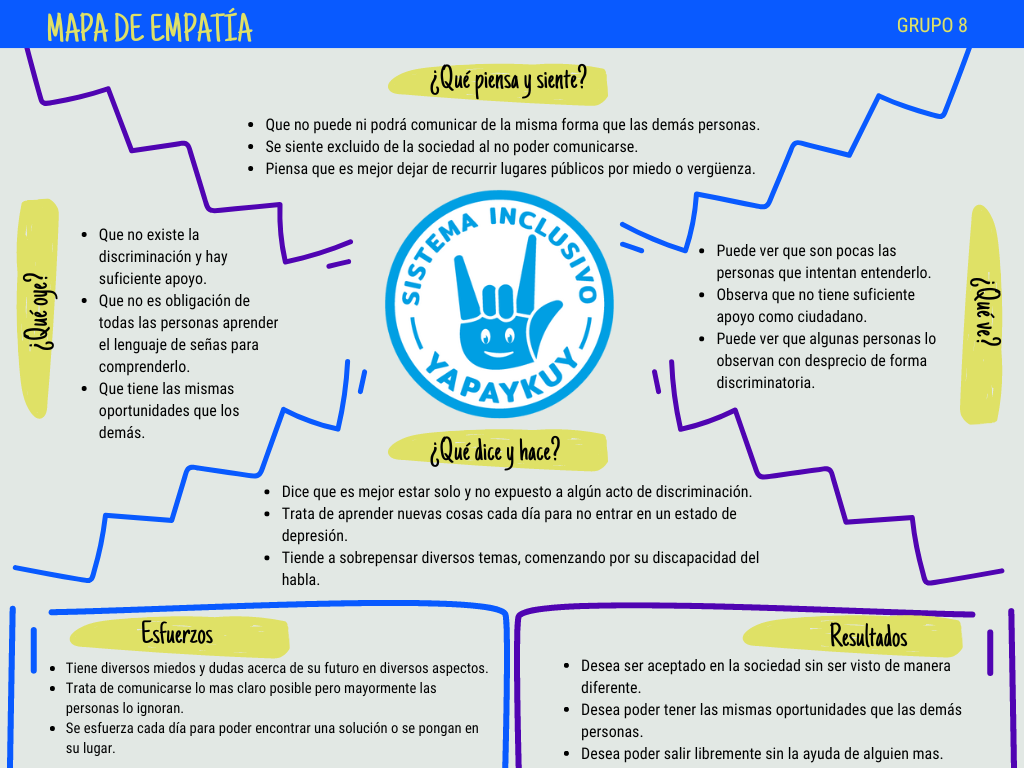 MAPA DE EMPATÍA
GRUPO 8
¿Qué piensa y siente?
• Que no puede ni podrá comunicar de la misma forma que las demás personas.
• Se siente excluido de la sociedad al no poder comunicarse.
• Piensa que es mejor dejar de recurrir lugares públicos por miedo o vergüenza.
¿Qué oye?
• Que no existe la
discriminación y hay
suficiente apoyo.
• Que no es obligación de
todas las personas aprender
el lenguaje de señas para
comprenderlo.
• Que tiene las mismas
oportunidades que los
demás.
SISTEMA INCLUSIVO
YAPAYKUY
¿Qué ve?
• Puede ver que son pocas las
personas que intentan entenderlo.
• Observa que no tiene suficiente
apoyo como ciudadano.
• Puede ver que algunas personas lo
observan con desprecio de forma
discriminatoria.
¿Qué dice y hace?
• Dice que es mejor estar solo y no expuesto a algún acto de discriminación.
• Trata de aprender nuevas cosas cada día para no entrar en un estado de
depresión.
• Tiende a sobrepensar diversos temas, comenzando por su discapacidad del
habla.
Esfuerzos
• Tiene diversos miedos y dudas acerca de su futuro en diversos aspectos.
• Trata de comunicarse lo mas claro posible pero mayormente las
personas lo ignoran.
• Se esfuerza cada día para poder encontrar una solución o se pongan en
su lugar.
Resultados
• Desea ser aceptado en la sociedad sin ser visto de manera
diferente.
• Desea poder tener las mismas oportunidades que las demás
personas.
• Desea poder salir libremente sin la ayuda de alguien mas.